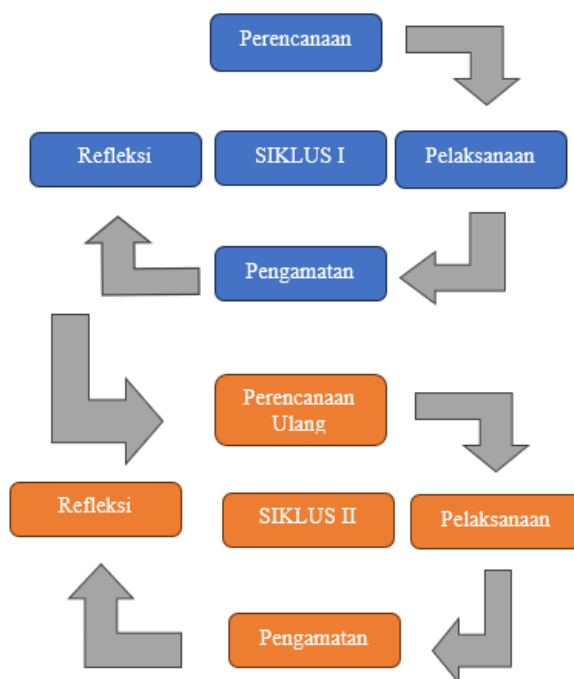 Perencanaan
Refleksi
SIKLUS I
Pelaksanaan
Pengamatan
Perencanaan
Ulang
Refleksi
SIKLUS II
Pelaksanaan
Pengamatan